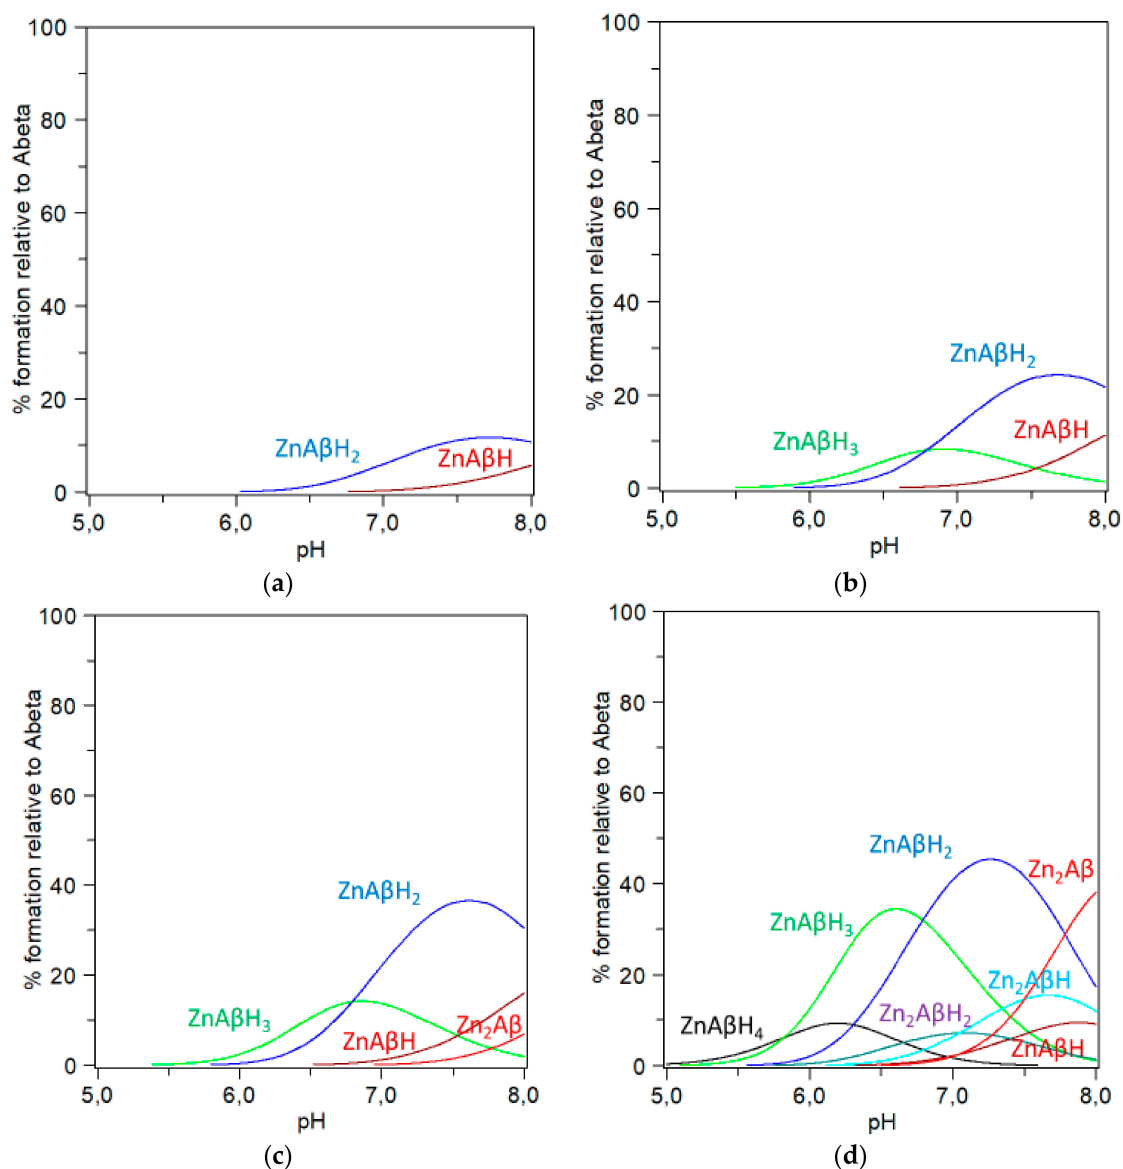 % formation relative to Abeta
100
80
60
40
20
0
ZnAβH2
ZnAβH
5,0 6,0 7,0 8,0
pH
(a)
% formation relative to Abeta
100
80
60
40
20
0
ZnAβH2
ZnAβH3
ZnAβH
5,0 6,0 7,0 8,0
pH
(b)
% formation relative to Abeta
100
80
60
40
20
0
ZnAβH2
ZnAβH3
ZnAβH
Zn2Aβ
5,0 6,0 7,0 8,0
pH
(c)
% formation relative to Abeta
100
80
60
40
20
0
ZnAβH2
Zn2Aβ
ZnAβH3
Zn2AβH
Zn2AβH2
ZnAβH4
ZnAβH
5,0 6,0 7,0 8,0
pH
(d)